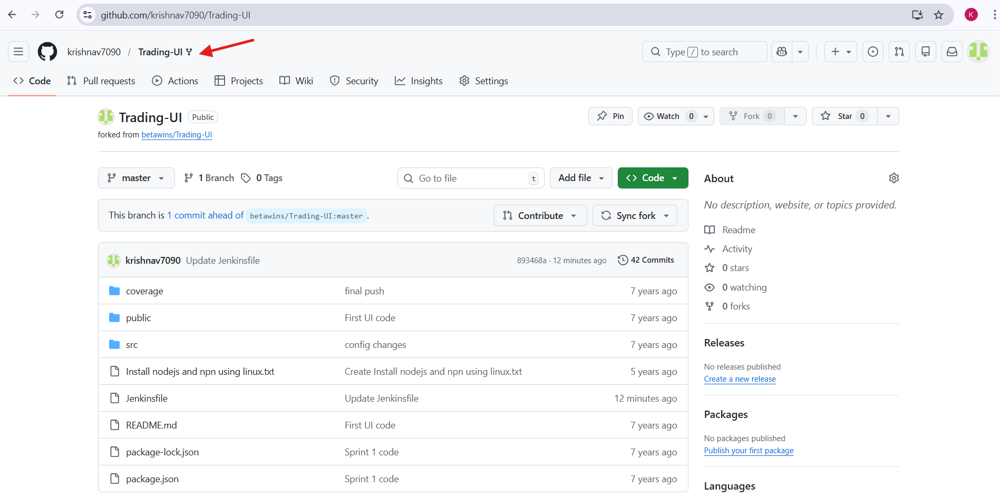 github.com/krishnav7090/Trading-UI
K
krishnav7090 / Trading-UI
Type / to search
Code Pull requests Actions Projects Wiki Security Insights Settings
Trading-UI Public
Pin Watch 0 Fork 0 Star 0
forked from betawins/Trading-UI
master 1 Branch 0 Tags Go to file t Add file Code
About
This branch is 1 commit ahead of betawins/Trading-UI:master .
Contribute Sync fork
No description, website, or topics provided.
Readme
Activity
0 stars
0 watching
0 forks
krishnav7090 Update Jenkinsfile 893468a · 12 minutes ago 42 Commits
coverage final push 7 years ago
public First UI code 7 years ago
src config changes 7 years ago
Install nodejs and npn using linux.txt Create Install nodejs and npn using linux.txt 5 years ago
Jenkinsfile Update Jenkinsfile 12 minutes ago
README.md First UI code 7 years ago
package-lock.json Sprint 1 code 7 years ago
package.json Sprint 1 code 7 years ago
Releases
No releases published
Create a new release
Packages
No packages published
Publish your first package
Languages